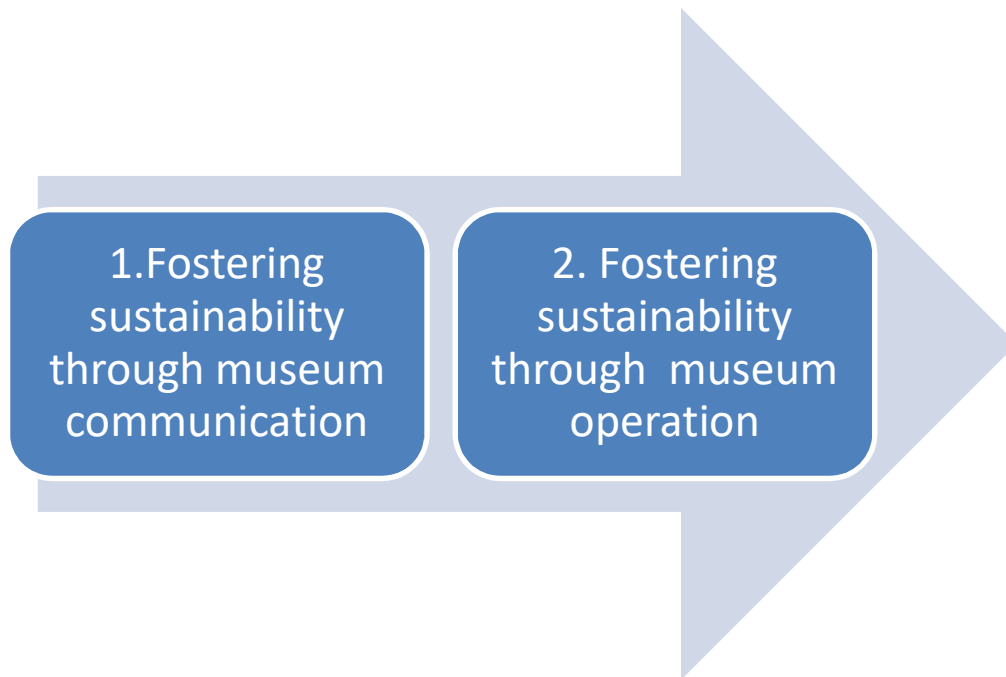 1.Fostering
sustainability
through museum
communication
2. Fostering
sustainability
through  museum
operation